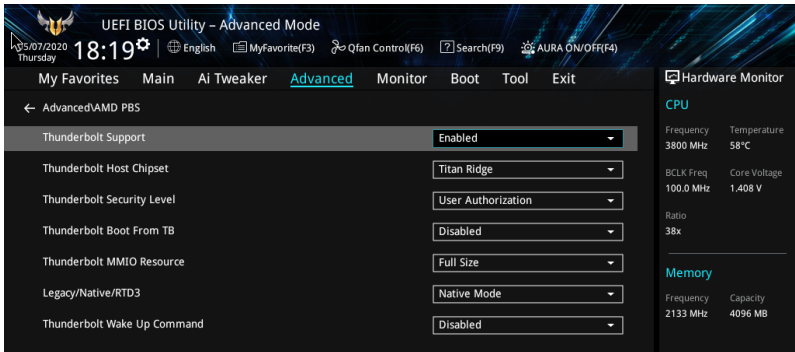 UEFI BIOS Utility – Advanced Mode
05/07/2020 Thursday 18:19 English MyFavorite(F3) Qfan Control(F6) Search(F9) AURA ON/OFF(F4)
My Favorites Main Ai Tweaker Advanced Monitor Boot Tool Exit
Hardware Monitor
← Advanced\AMD PBS
Thunderbolt Support Enabled
Thunderbolt Host Chipset Titan Ridge
Thunderbolt Security Level User Authorization
Thunderbolt Boot From TB Disabled
Thunderbolt MMIO Resource Full Size
Legacy/Native/RTD3 Native Mode
Thunderbolt Wake Up Command Disabled
CPU
Frequency Temperature
3800 MHz 58°C
BCLK Freq Core Voltage
100.0 MHz 1.408 V
Ratio
38x
Memory
Frequency Capacity
2133 MHz 4096 MB